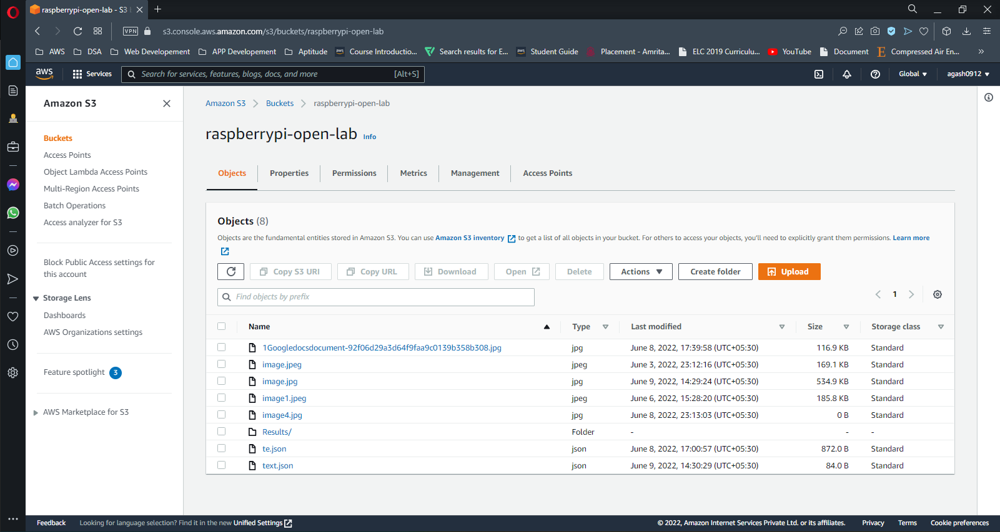 raspberrypi-open-lab - S3 |
VPN s3.console.aws.amazon.com/s3/buckets/raspberrypi-open-lab
AWS DSA Web Developement APP Developement Aptitude aws Course Introductio... Search results for E... aws Student Guide Placement - Amrita... ELC 2019 Curriculu... YouTube Document Compressed Air En... »
aws Services Search for services, features, blogs, docs, and more [Alt+S] Global agash0912
Amazon S3
Buckets
Access Points
Object Lambda Access Points
Multi-Region Access Points
Batch Operations
Access analyzer for S3
Block Public Access settings for
this account
Storage Lens
Dashboards
AWS Organizations settings
Feature spotlight 3
AWS Marketplace for S3
Amazon S3 Buckets raspberrypi-open-lab
raspberrypi-open-lab Info
Objects Properties Permissions Metrics Management Access Points
Objects (8)
Objects are the fundamental entities stored in Amazon S3. You can use Amazon S3 inventory to get a list of all objects in your bucket. For others to access your objects, you'll need to explicitly grant them permissions. Learn more
Copy S3 URI Copy URL Download Open Delete Actions Create folder Upload
Find objects by prefix 1
Name Type Last modified Size Storage class
1Googledocsdocument-92f06d29a3d64f9faa9c0139b358b308.jpg jpg June 8, 2022, 17:39:58 (UTC+05:30) 116.9 KB Standard
image.jpeg jpeg June 3, 2022, 23:12:16 (UTC+05:30) 169.1 KB Standard
image.jpg jpg June 9, 2022, 14:29:24 (UTC+05:30) 534.9 KB Standard
image1.jpeg jpeg June 6, 2022, 15:28:20 (UTC+05:30) 185.8 KB Standard
image4.jpg jpg June 8, 2022, 23:13:03 (UTC+05:30) 0 B Standard
Results/ Folder - - -
te.json json June 8, 2022, 17:00:57 (UTC+05:30) 872.0 B Standard
text.json json June 9, 2022, 14:30:29 (UTC+05:30) 84.0 B Standard
Feedback Looking for language selection? Find it in the new Unified Settings © 2022, Amazon Internet Services Private Ltd. or its affiliates. Privacy Terms Cookie preferences